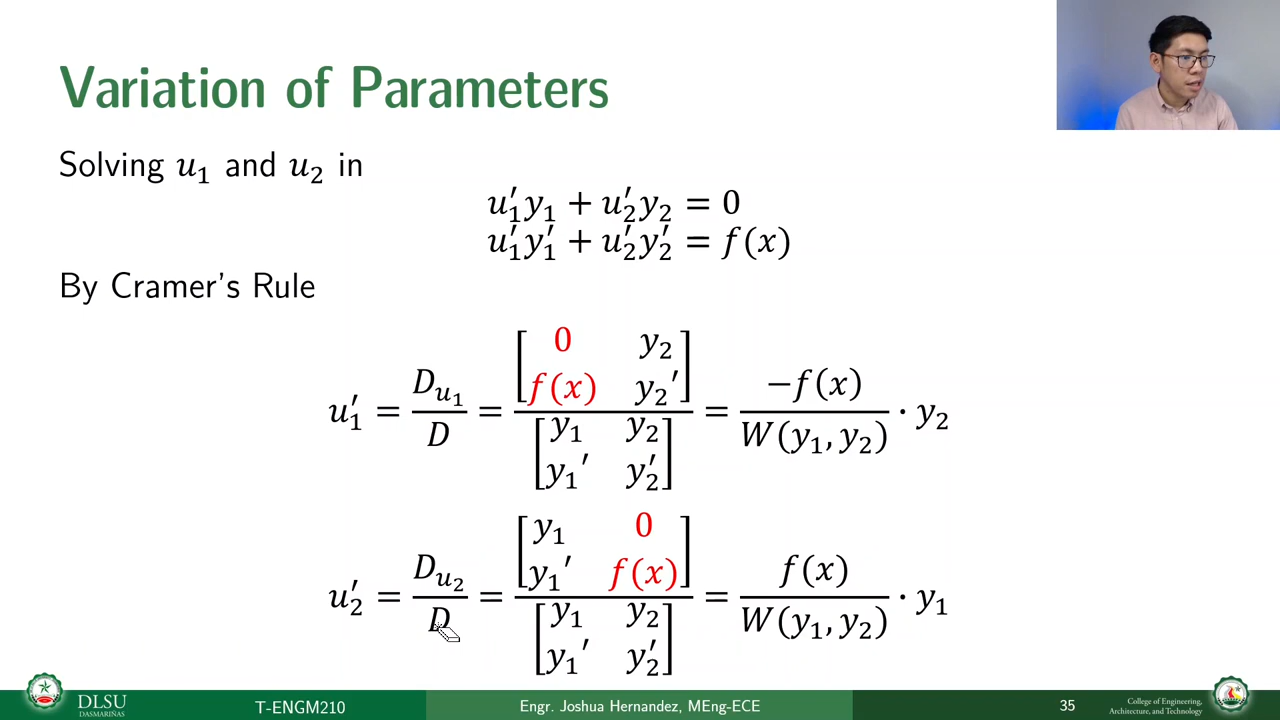 Variation of Parameters
Solving u₁ and u₂ in
u₁′y₁ + u₂′y₂ = 0
u₁′y₁′ + u₂′y₂′ = f(x)
By Cramer's Rule
u₁′ = D_{u₁}/D = [0 y₂; f(x) y₂′]/[y₁ y₂; y₁′ y₂′] = −f(x)/W(y₁, y₂) · y₂
u₂′ = D_{u₂}/D = [y₁ 0; y₁′ f(x)]/[y₁ y₂; y₁′ y₂′] = f(x)/W(y₁, y₂) · y₁
DLSU
DASMARIÑAS
T-ENGM210
Engr. Joshua Hernandez, MEng-ECE
35
College of Engineering,
Architecture, and Technology